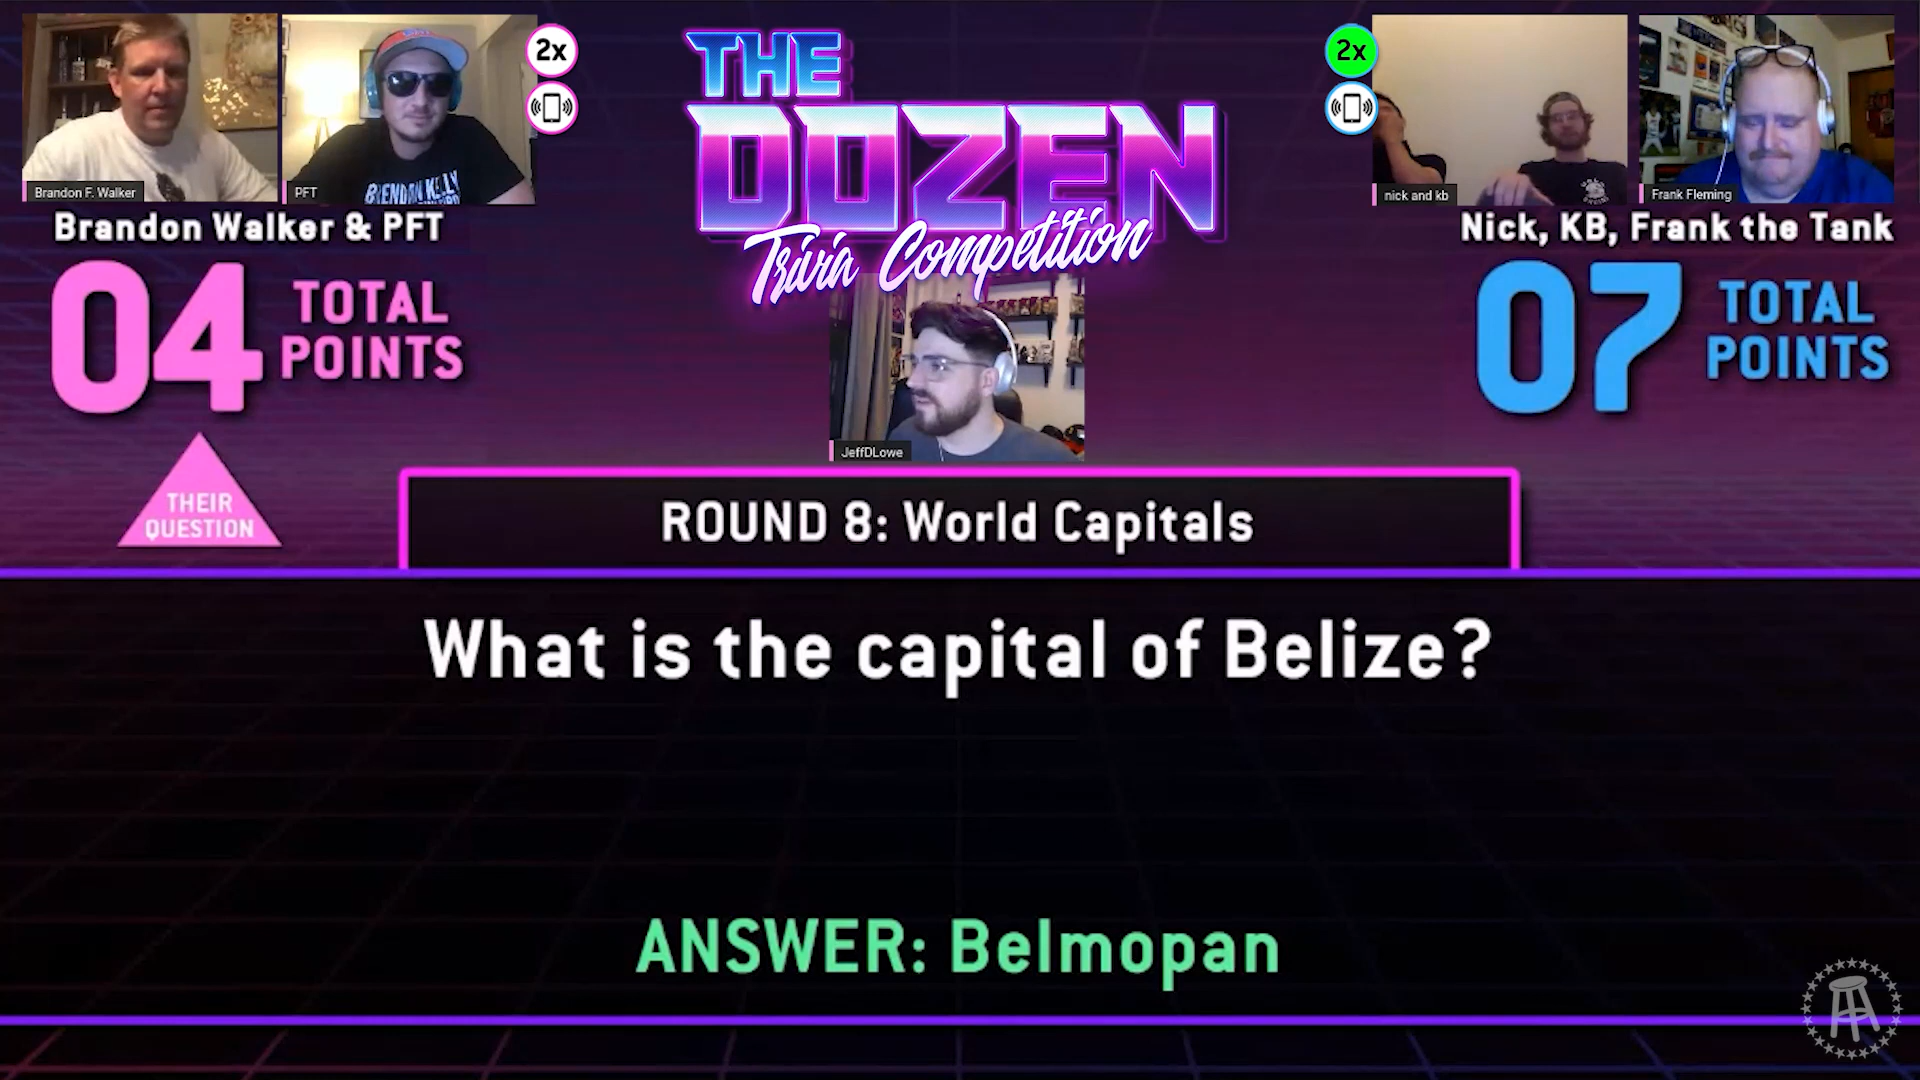 THE
DOZEN
Trivia Competition
2x
2x
BRENDAN KELLY
Brandon F. Walker
PFT
nick and kb
Frank Fleming
Brandon Walker & PFT
Nick, KB, Frank the Tank
04 TOTAL POINTS
07 TOTAL POINTS
JeffDLowe
THEIR
QUESTION
ROUND 8: World Capitals
What is the capital of Belize?
ANSWER: Belmopan